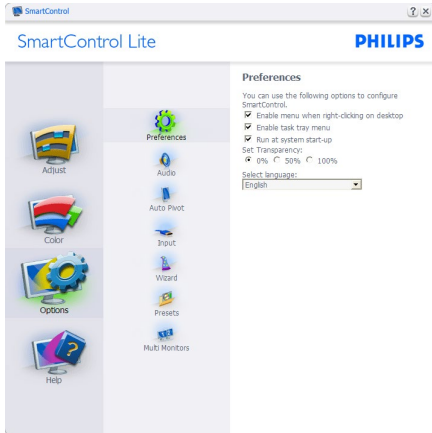 SmartControl
SmartControl Lite
PHILIPS
Adjust
Color
Options
Help
Preferences
Audio
Auto Pivot
Input
Wizard
Presets
Multi Monitors
Preferences
You can use the following options to configure
SmartControl.
Enable menu when right-clicking on desktop
Enable task tray menu
Run at system start-up
Set Transparency:
0% 50% 100%
Select language:
English